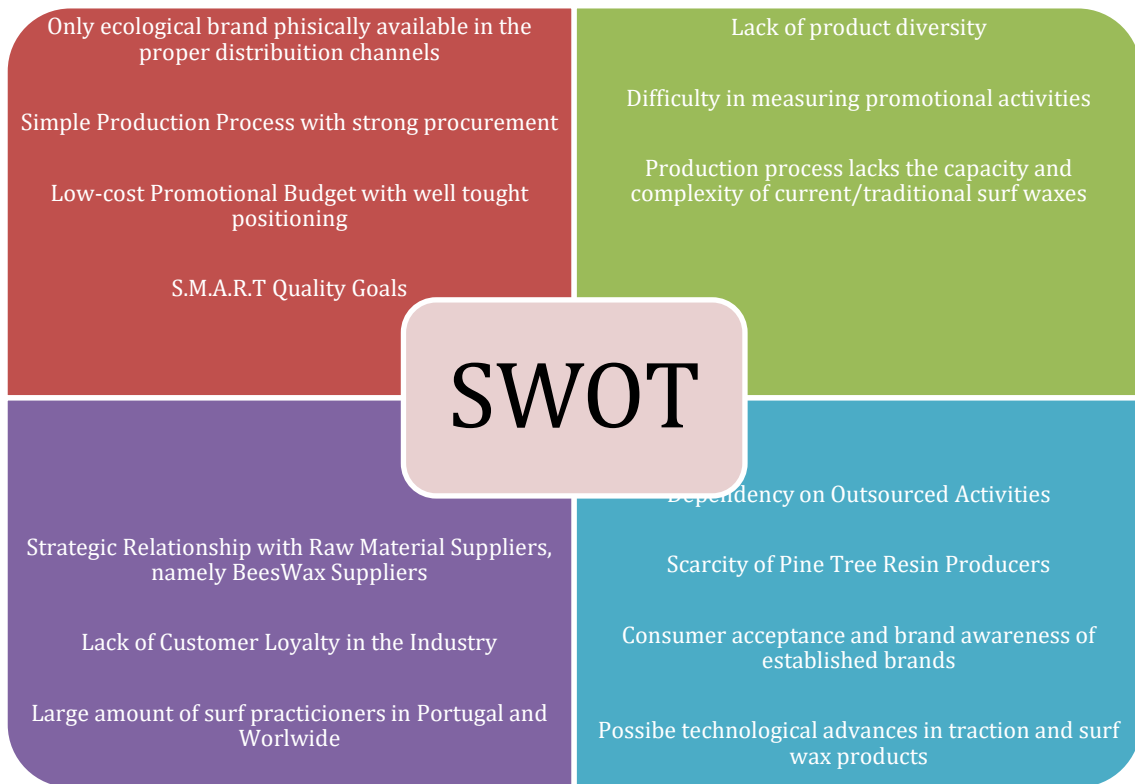 Only ecological brand phisically available in the
proper distribuition channels
Simple Production Process with strong procurement
Low-cost Promotional Budget with well tought
positioning
S.M.A.R.T Quality Goals
Lack of product diversity
Difficulty in measuring promotional activities
Production process lacks the capacity and
complexity of current/traditional surf waxes
SWOT
Strategic Relationship with Raw Material Suppliers,
namely BeesWax Suppliers
Lack of Customer Loyalty in the Industry
Large amount of surf practicioners in Portugal and
Worlwide
Dependency on Outsourced Activities
Scarcity of Pine Tree Resin Producers
Consumer acceptance and brand awareness of
established brands
Possibe technological advances in traction and surf
wax products